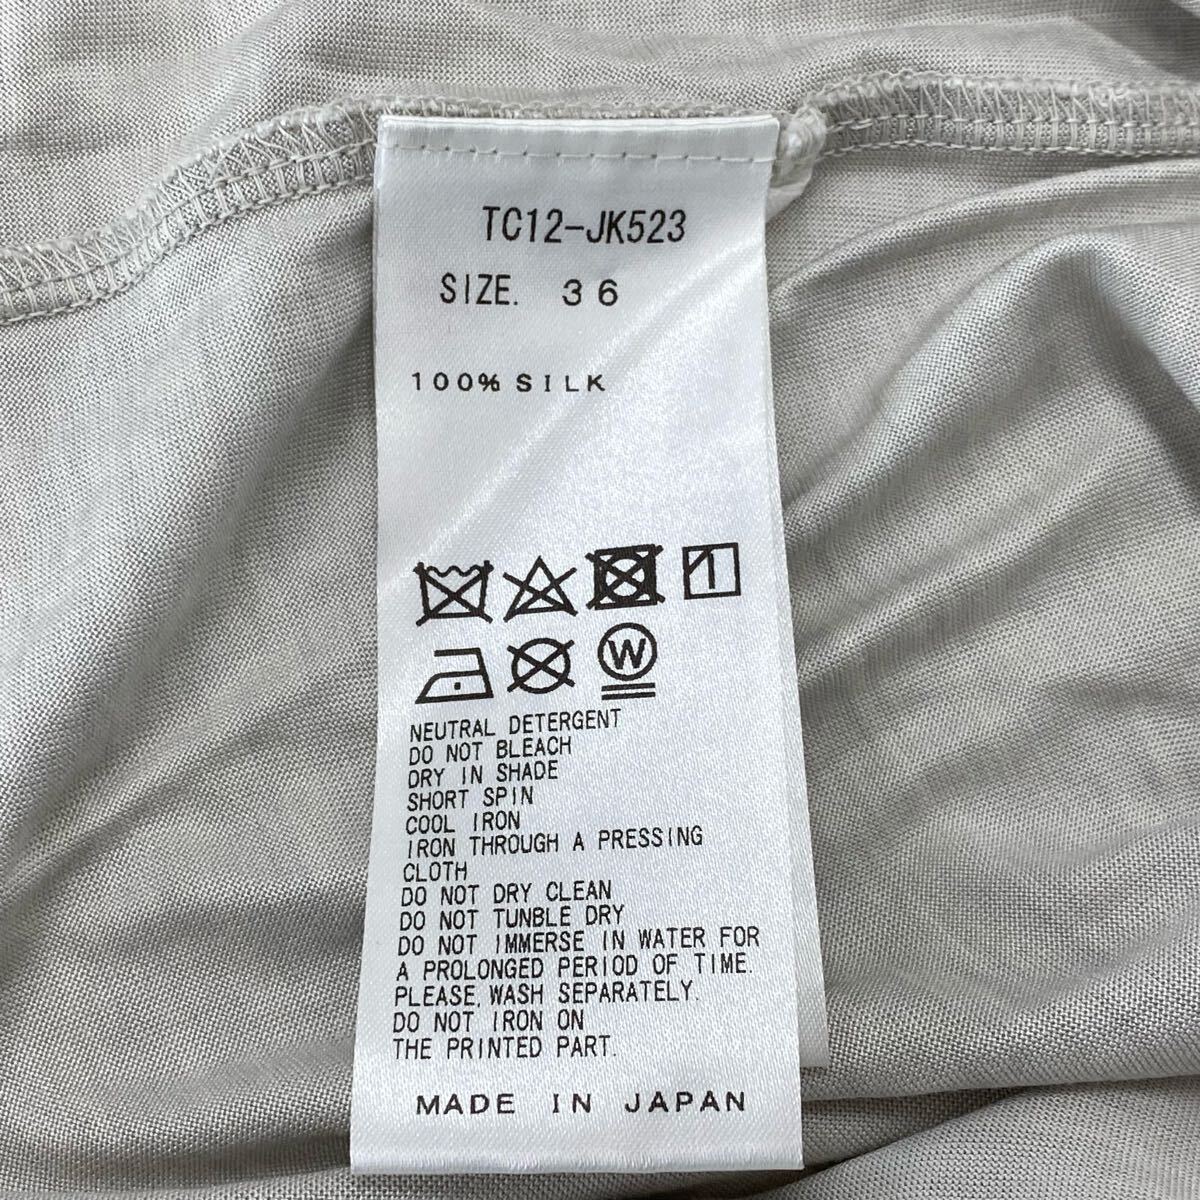 TC12-JK523
SIZE. 36
100% SILK
W
NEUTRAL DETERGENT
DO NOT BLEACH
DRY IN SHADE
SHORT SPIN
COOL IRON
IRON THROUGH A PRESSING
CLOTH
DO NOT DRY CLEAN
DO NOT TUNBLE DRY
DO NOT IMMERSE IN WATER FOR
A PROLONGED PERIOD OF TIME.
PLEASE, WASH SEPARATELY.
DO NOT IRON ON
THE PRINTED PART.
MADE IN JAPAN